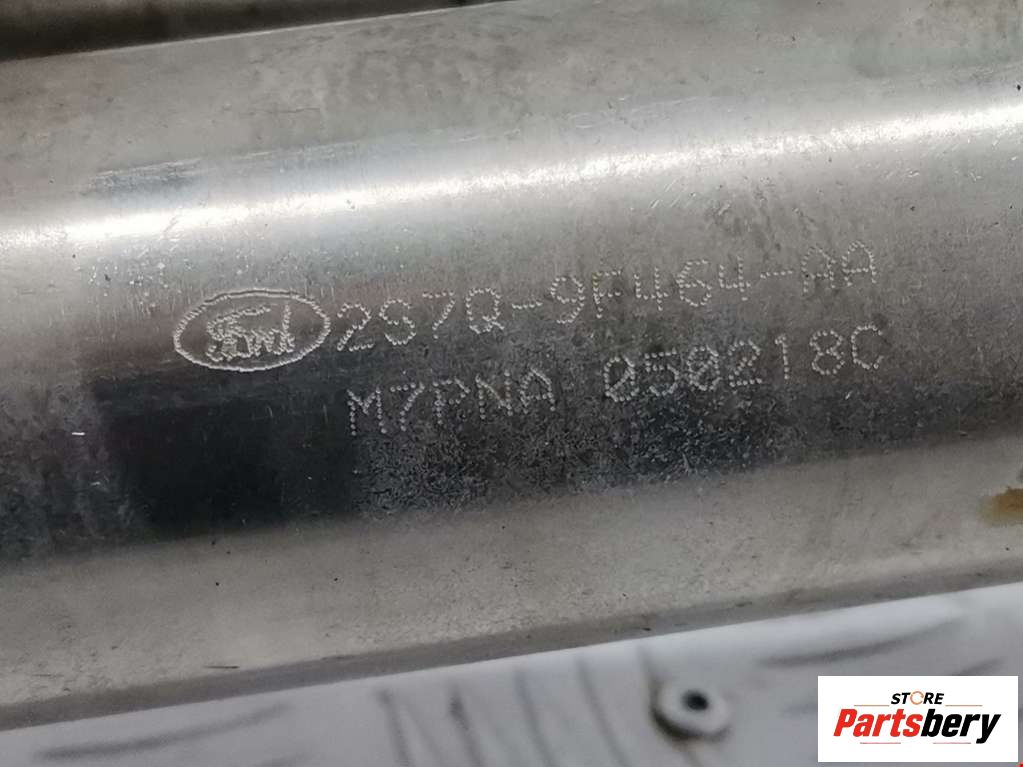 Ford 2S7Q-9F464-AA
M7PNA 050218C
STORE
Partsbery